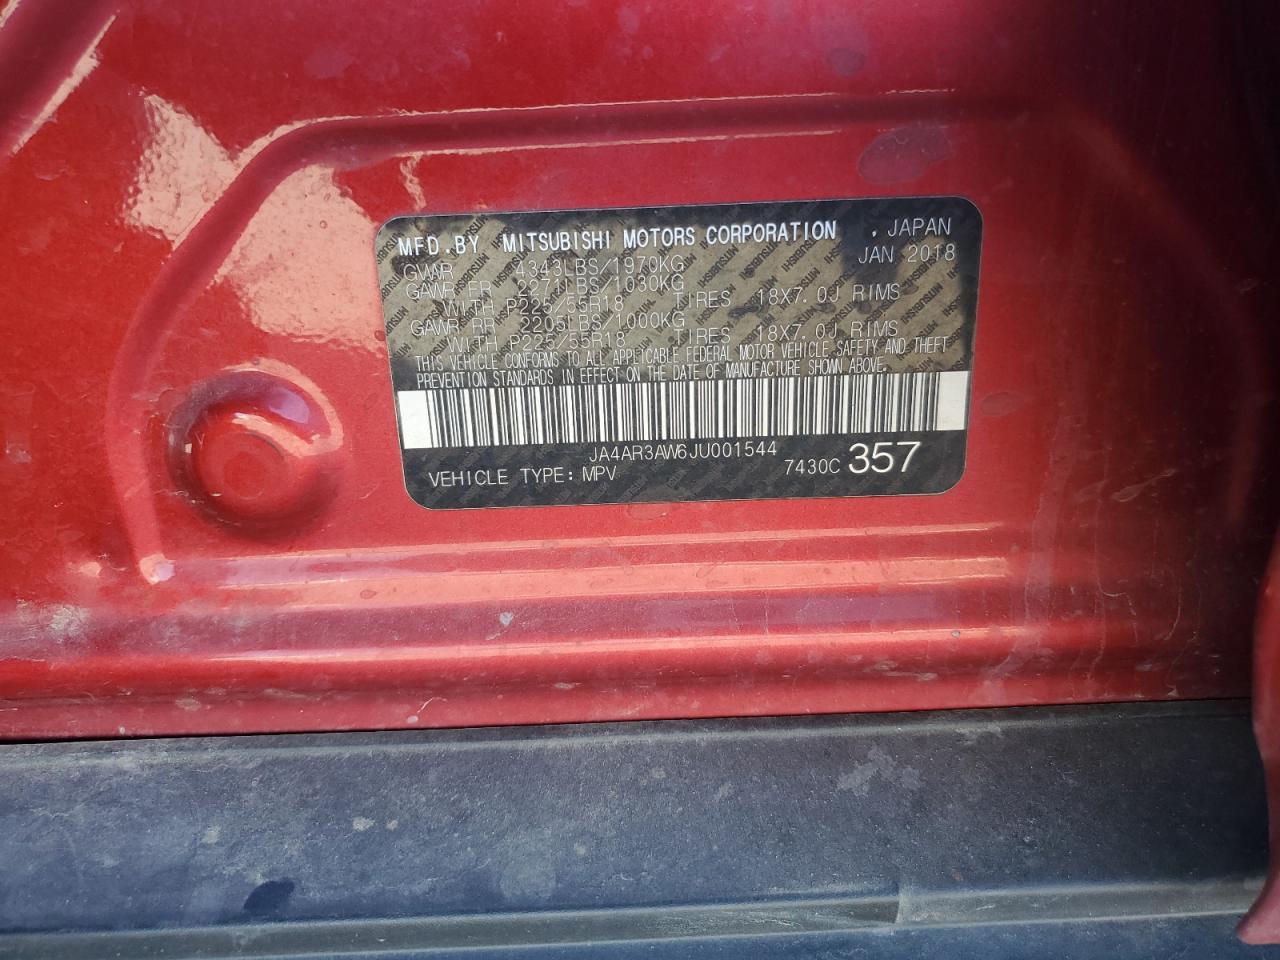 MFD.BY MITSUBISHI MOTORS CORPORATION , JAPAN
JAN 2018
GVWR 4343LBS/1970KG
GAWR FR 2271LBS/1030KG
WITH P225/55R18 TIRES 18X7.0J RIMS
GAWR RR 2205LBS/1000KG
WITH P225/55R18 TIRES 18X7.0J RIMS
THIS VEHICLE CONFORMS TO ALL APPLICABLE FEDERAL MOTOR VEHICLE SAFETY AND THEFT
PREVENTION STANDARDS IN EFFECT ON THE DATE OF MANUFACTURE SHOWN ABOVE.
JA4AR3AW6JU001544
VEHICLE TYPE: MPV 7430C 357